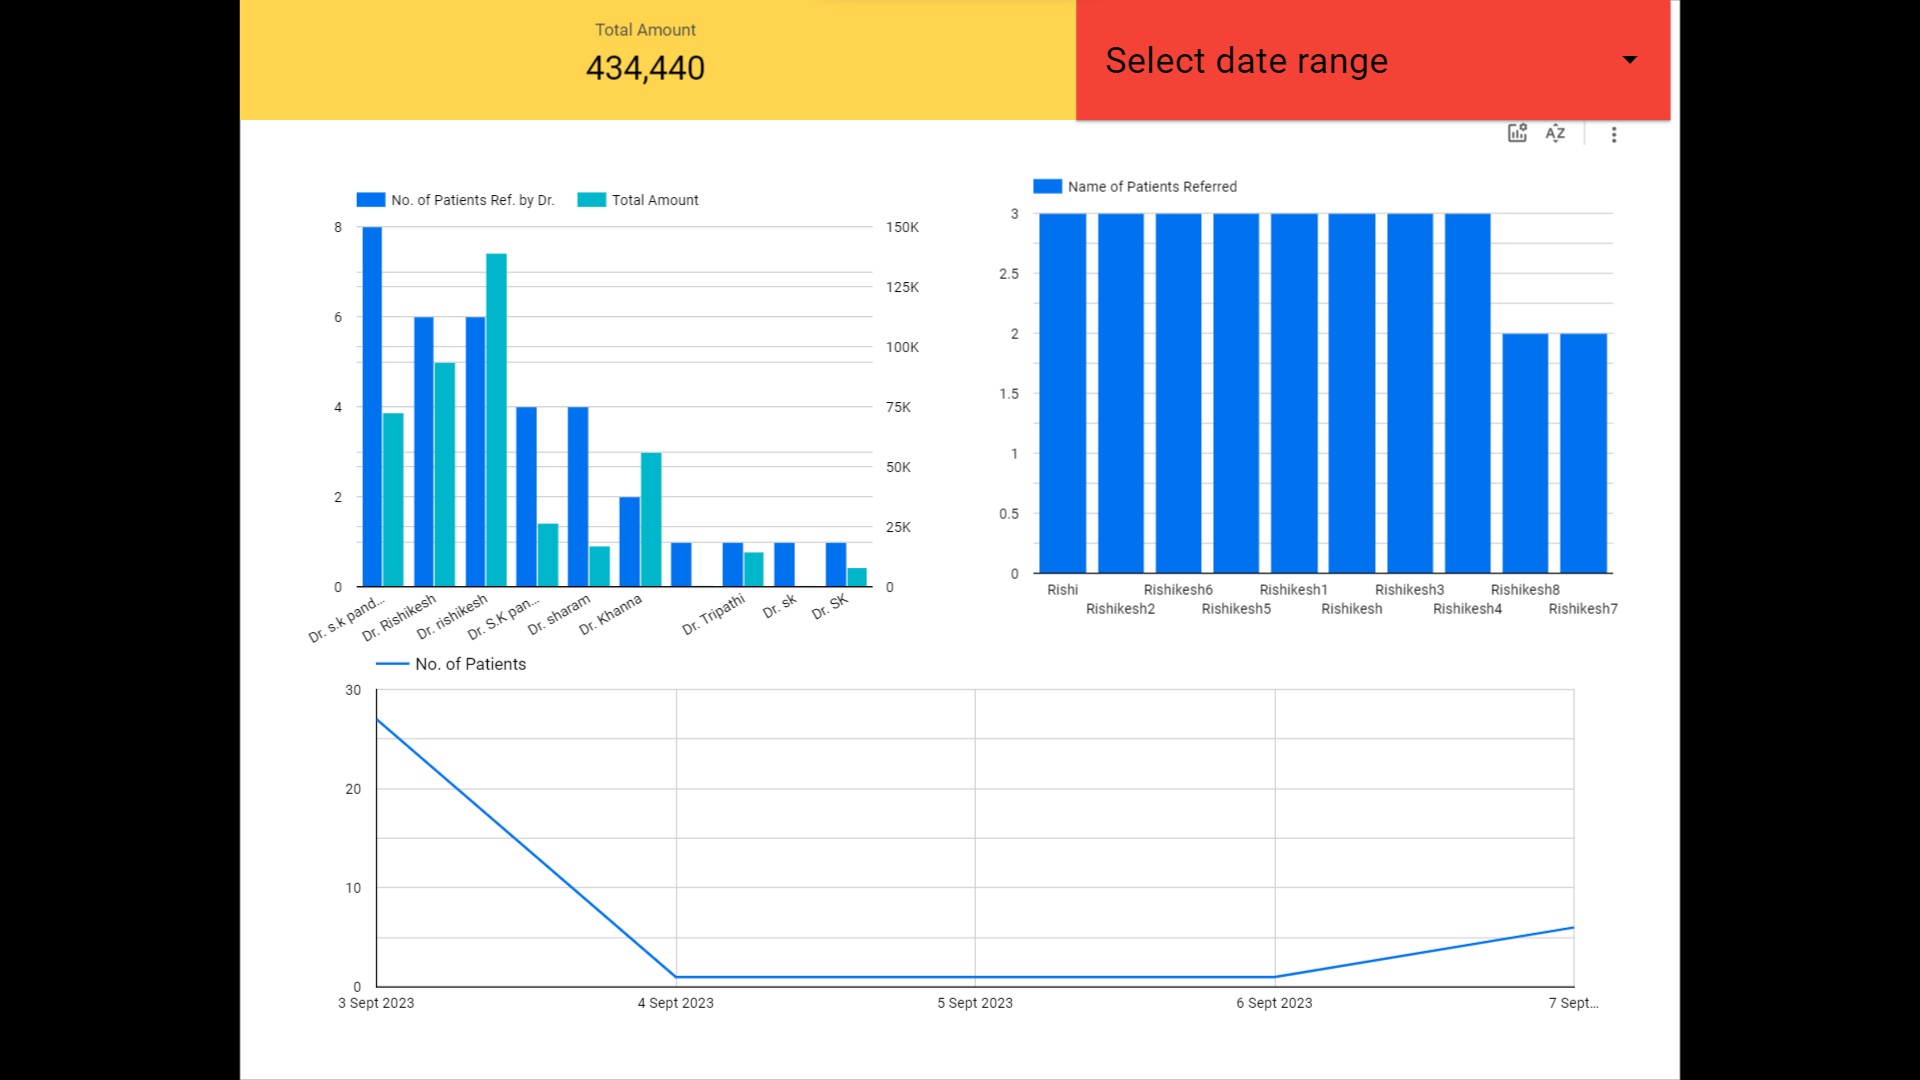 Total Amount
434,440
Select date range
AZ
No. of Patients Ref. by Dr.
Total Amount
8
6
4
2
0
150K
125K
100K
75K
50K
25K
0
Dr. s.k pand...
Dr. Rishikesh
Dr. rishikesh
Dr. S.K pan...
Dr. sharam
Dr. Khanna
Dr. Tripathi
Dr. sk
Dr. SK
Name of Patients Referred
3
2.5
2
1.5
1
0.5
0
Rishi
Rishikesh2
Rishikesh6
Rishikesh5
Rishikesh1
Rishikesh
Rishikesh3
Rishikesh4
Rishikesh8
Rishikesh7
No. of Patients
30
20
10
0
3 Sept 2023
4 Sept 2023
5 Sept 2023
6 Sept 2023
7 Sept...